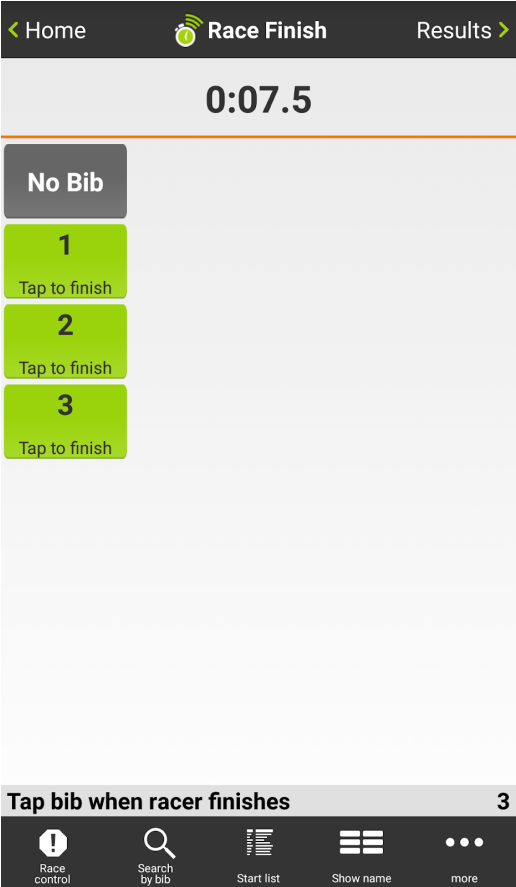 Home
Race Finish
Results
0:07.5
No Bib
1
Tap to finish
2
Tap to finish
3
Tap to finish
Tap bib when racer finishes 3
Race
control
Search
by bib
Start list
Show name
more